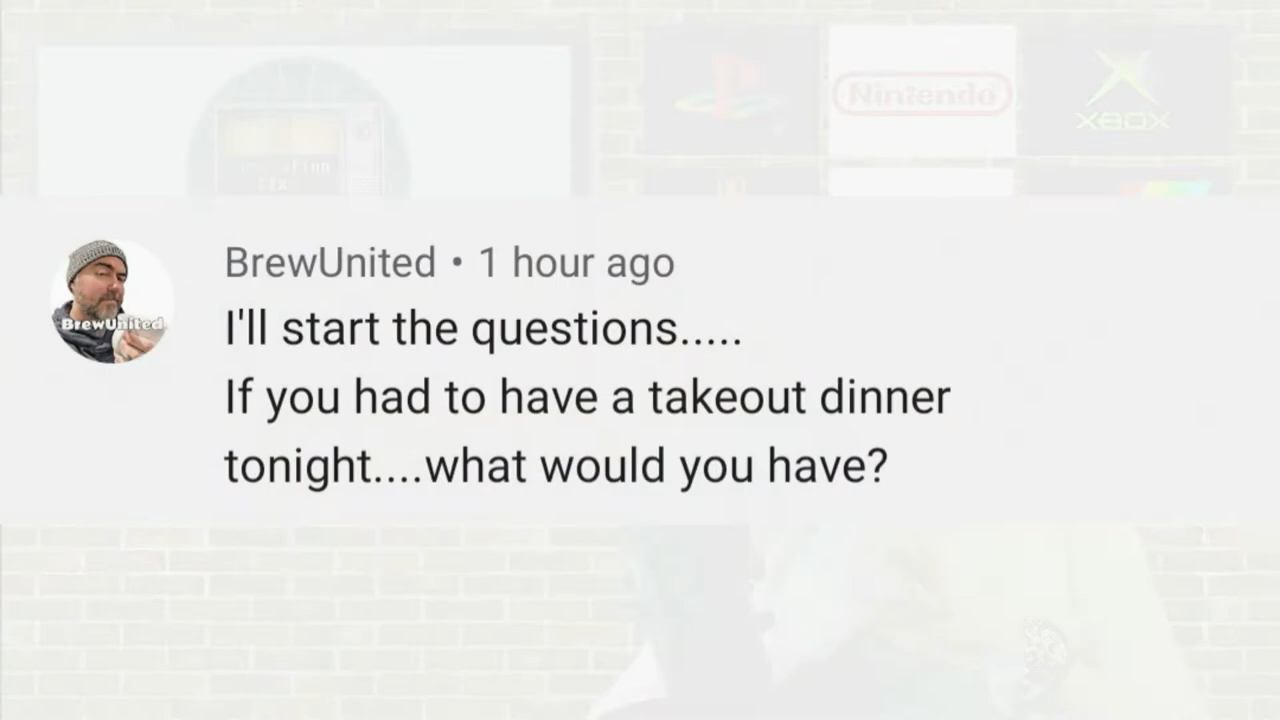 Nintendo
XBOX
BrewUnited • 1 hour ago
BrewUnited
I'll start the questions.....
If you had to have a takeout dinner
tonight....what would you have?